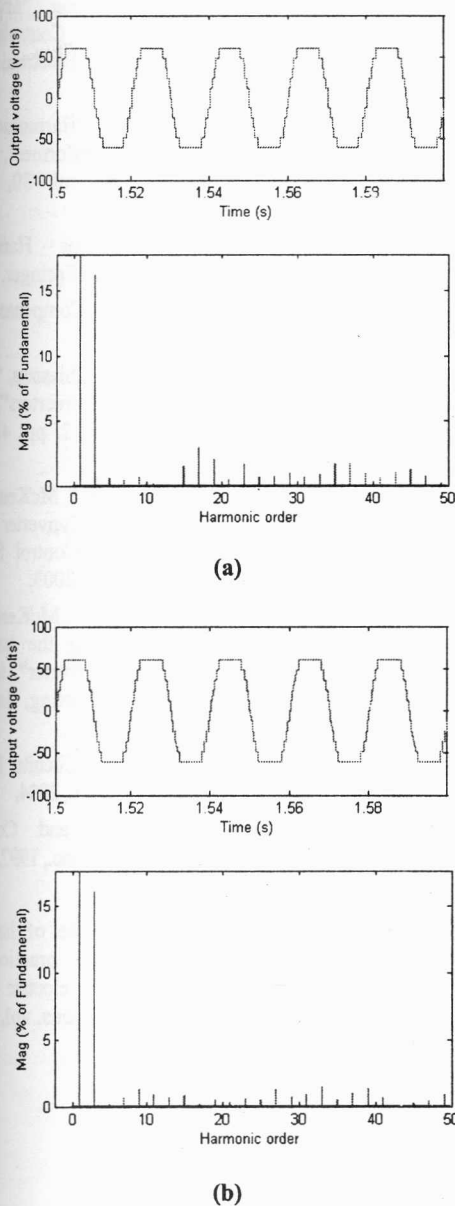 100
50
0
-50
-100
Output voltage (volts)
1.5 1.52 1.54 1.56
Time (s)
15
10
5
0
Mag (% of Fundamental)
0 10 20 30 40 50
Harmonic order
(a)
100
50
0
-50
-100
output voltage (volts)
1.5 1.52 1.54 1.56 1.58
Time (s)
15
10
5
0
Mag (% of Fundamental)
0 10 20 30 40 50
Harmonic order
(b)